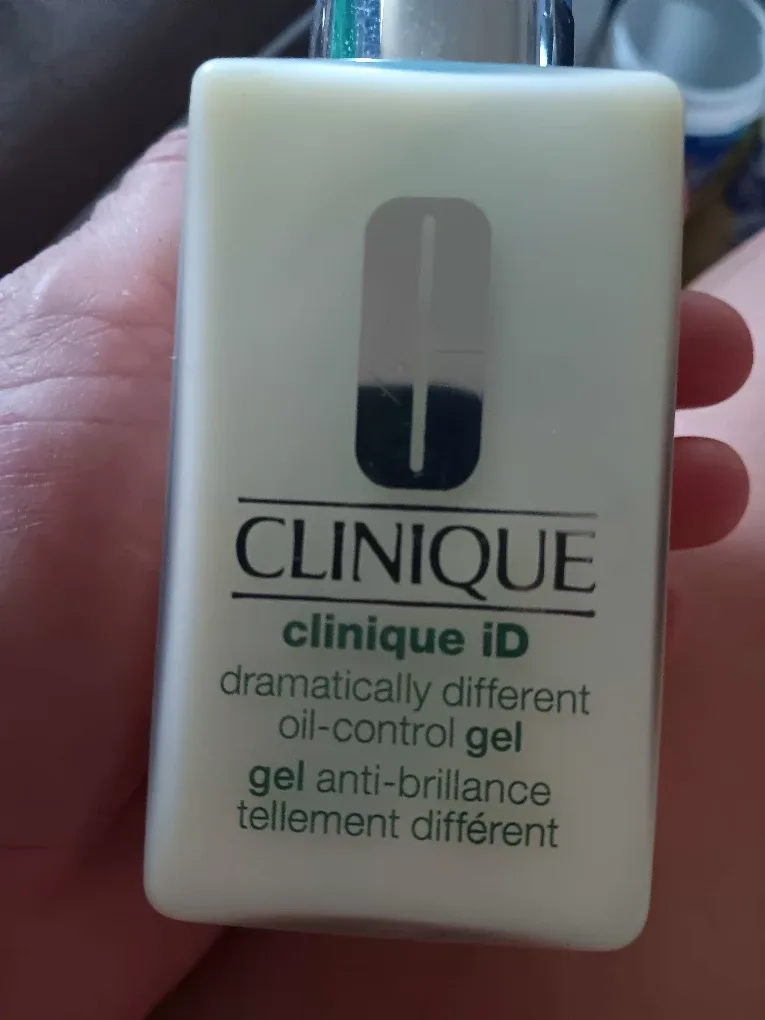 CLINIQUE
clinique iD
dramatically different
oil-control gel
gel anti-brillance
tellement différent